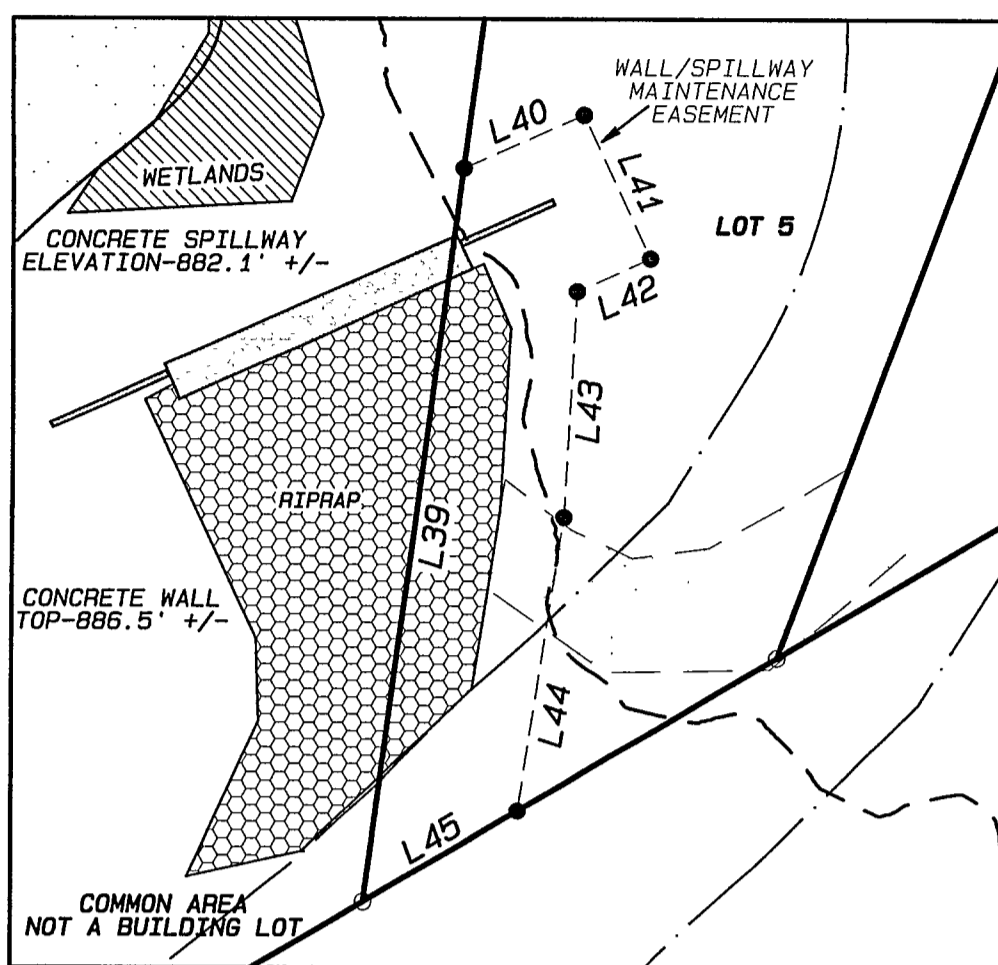 WALL/SPILLWAY
MAINTENANCE
EASEMENT
L40
L41
WETLANDS
LOT 5
CONCRETE SPILLWAY
ELEVATION-882.1' +/-
L42
L43
RIPRAP
L39
CONCRETE WALL
TOP-886.5' +/-
L44
L45
COMMON AREA
NOT A BUILDING LOT